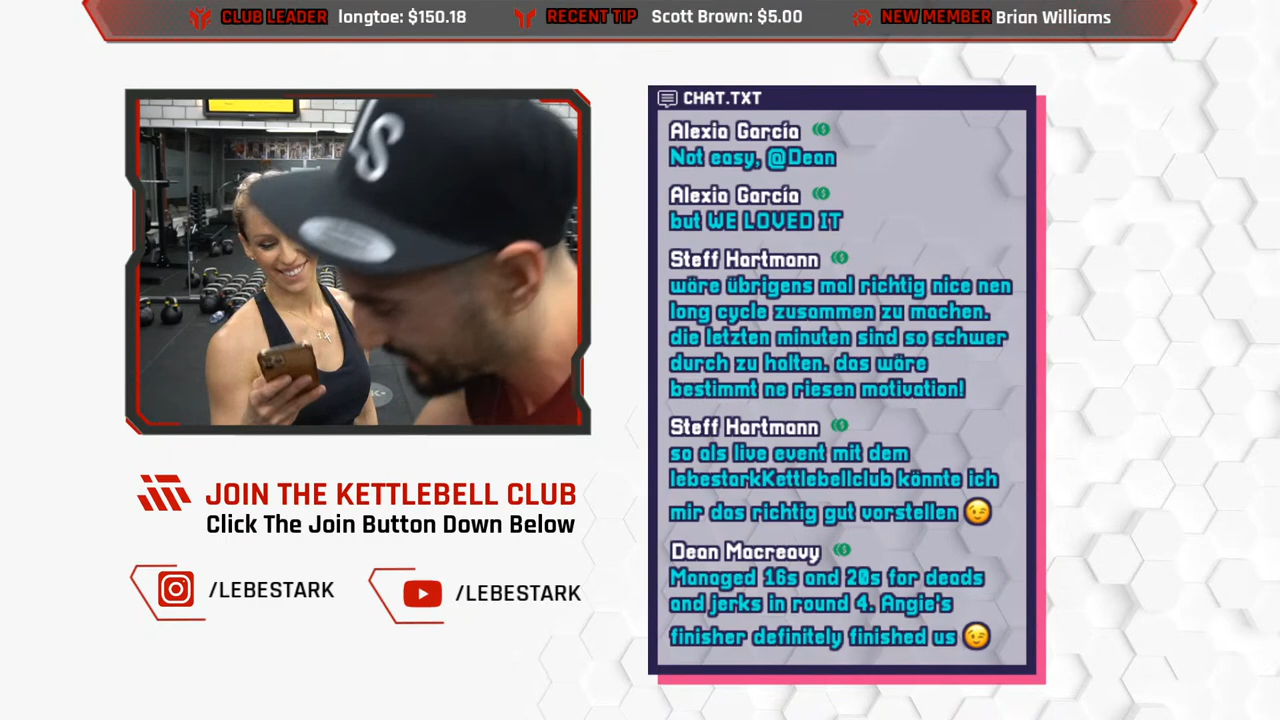 CLUB LEADER longtoe: $150.18 RECENT TIP Scott Brown: $5.00 NEW MEMBER Brian Williams
CHAT.TXT
Alexia García
Not easy, @Dean
Alexia García
but WE LOVED IT
Steff Hartmann
wäre übrigens mal richtig nice nen
long cycle zusammen zu machen.
die letzten minuten sind so schwer
durch zu halten. das wäre
bestimmt ne riesen motivation!
Steff Hartmann
so als live event mit dem
lebestarkKettlebellclub könnte ich
mir das richtig gut vorstellen 😉
Dean Macreavy
Managed 16s and 20s for deads
and jerks in round 4. Angie's
finisher definitely finished us 😉
JOIN THE KETTLEBELL CLUB
Click The Join Button Down Below
/LEBESTARK
/LEBESTARK